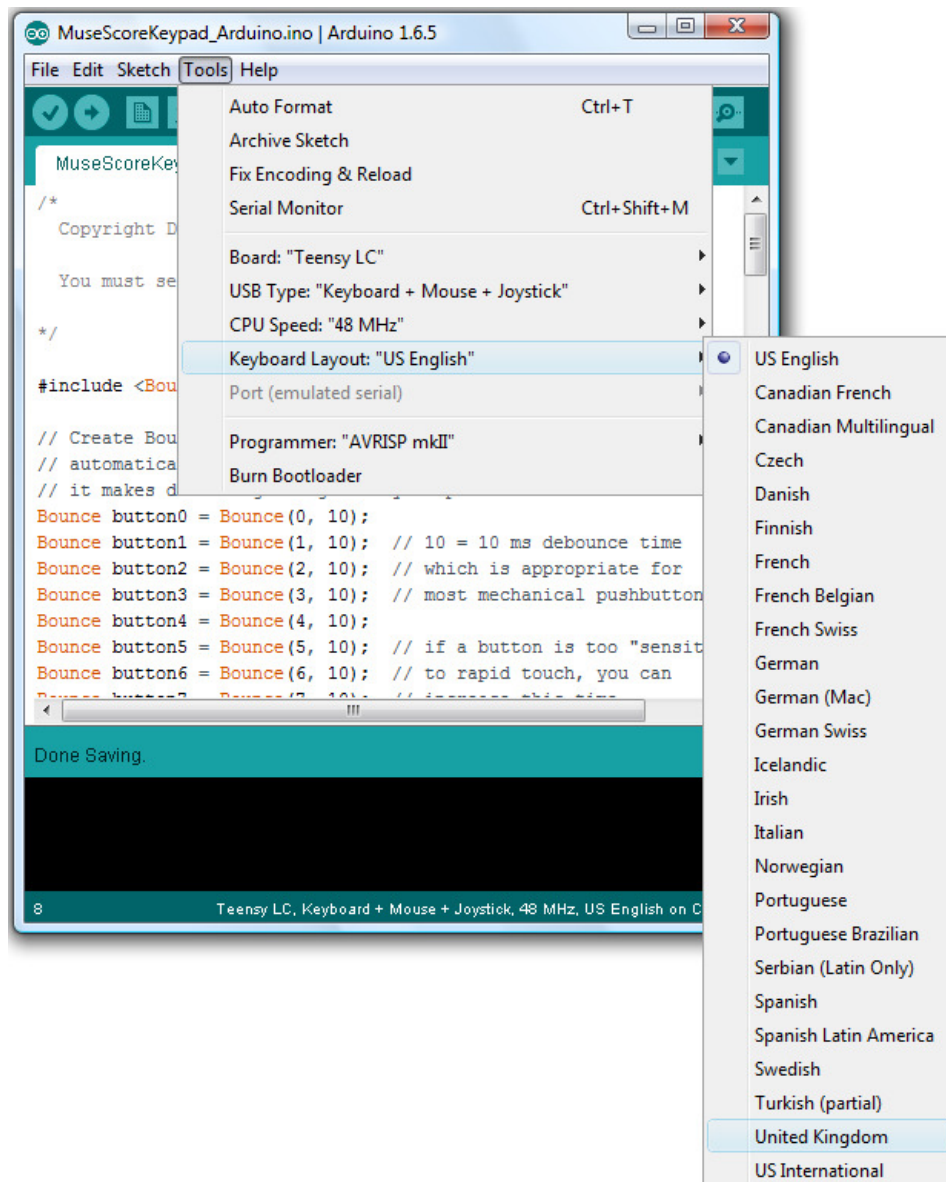 MuseScoreKeypad_Arduino.ino | Arduino 1.6.5
File Edit Sketch Tools Help
Auto Format Ctrl+T
Archive Sketch
Fix Encoding & Reload
Serial Monitor Ctrl+Shift+M
Board: "Teensy LC"
USB Type: "Keyboard + Mouse + Joystick"
CPU Speed: "48 MHz"
Keyboard Layout: "US English"
Port (emulated serial)
Programmer: "AVRISP mkII"
Burn Bootloader
MuseScoreKey
/*
Copyright D
You must se
*/
#include <Bou
// Create Bou
// automatica
// it makes d
Bounce button0 = Bounce(0, 10);
Bounce button1 = Bounce(1, 10); // 10 = 10 ms debounce time
Bounce button2 = Bounce(2, 10); // which is appropriate for
Bounce button3 = Bounce(3, 10); // most mechanical pushbutton
Bounce button4 = Bounce(4, 10);
Bounce button5 = Bounce(5, 10); // if a button is too "sensit
Bounce button6 = Bounce(6, 10); // to rapid touch, you can
Done Saving.
8 Teensy LC, Keyboard + Mouse + Joystick, 48 MHz, US English on C
US English
Canadian French
Canadian Multilingual
Czech
Danish
Finnish
French
French Belgian
French Swiss
German
German (Mac)
German Swiss
Icelandic
Irish
Italian
Norwegian
Portuguese
Portuguese Brazilian
Serbian (Latin Only)
Spanish
Spanish Latin America
Swedish
Turkish (partial)
United Kingdom
US International